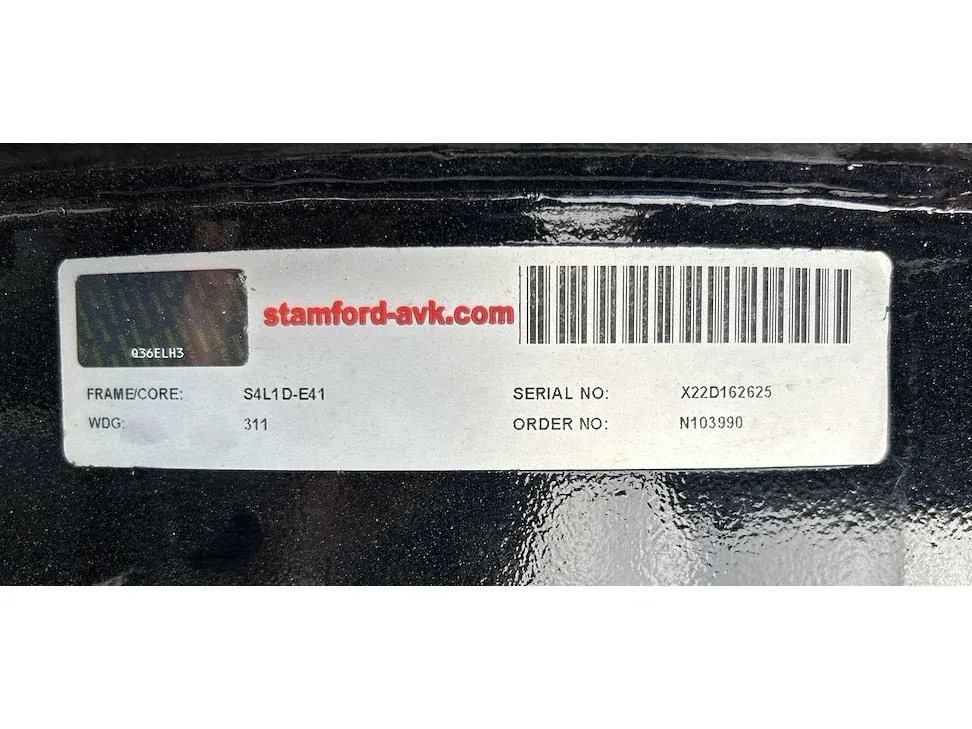 stamford-avk.com
Q36ELH3
FRAME/CORE: S4L1D-E41
SERIAL NO: X22D162625
WDG: 311
ORDER NO: N103990